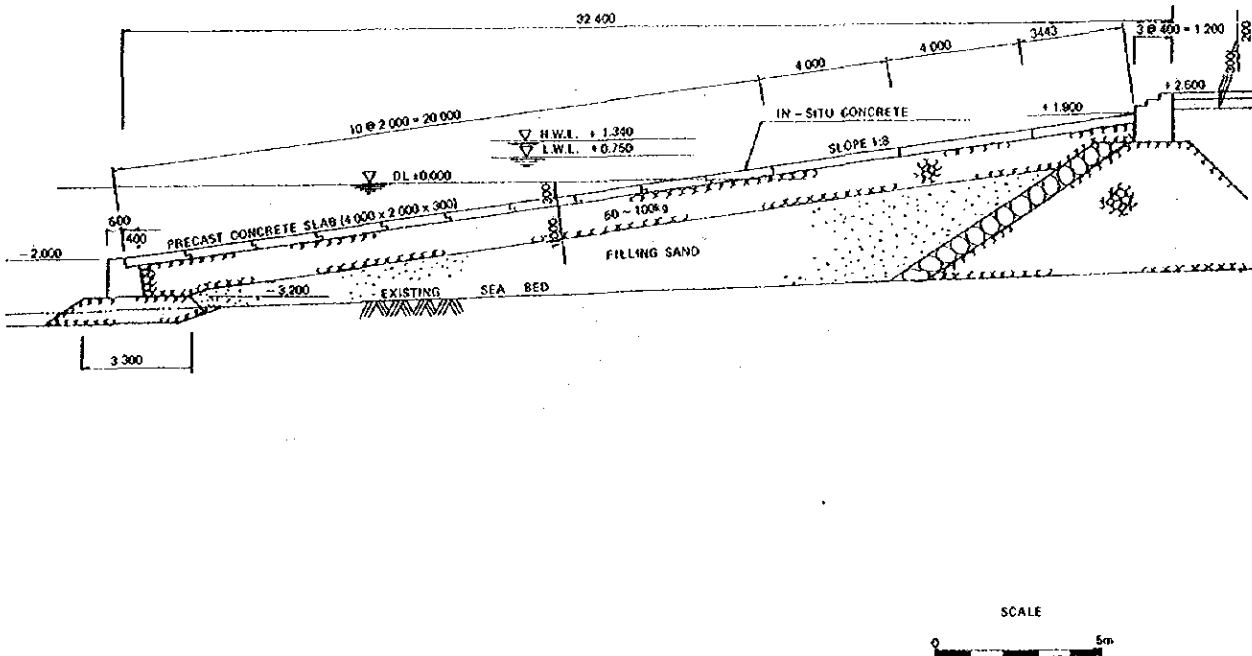 32 400
3 @ 400 = 1 200
200
300
3443
4 000
4 000
+ 2.600
+ 1.900
10 @ 2 000 = 20 000
IN - SITU CONCRETE
H.W.L. + 1.340
L.W.L. + 0.750
SLOPE 1:8
DL ±0.000
300
1000
60 ~ 100kg
PRECAST CONCRETE SLAB (4 000 x 2 000 x 300)
600
400
- 2.000
FILLING SAND
- 3.200
EXISTING SEA BED
3 300
SCALE
0 5m